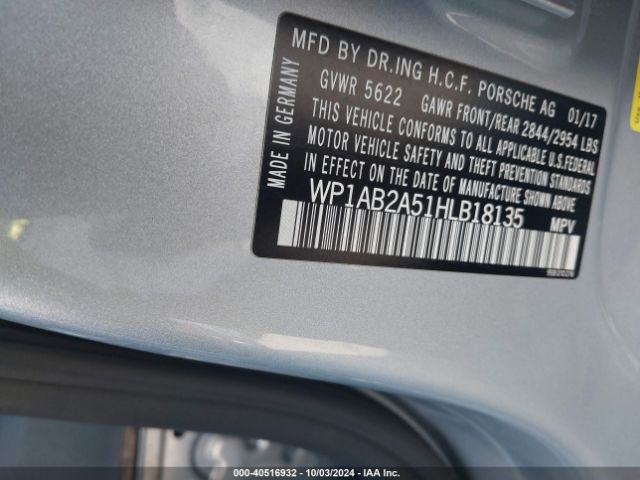 MFD BY DR.ING H.C.F. PORSCHE AG 01/17
GVWR 5622 GAWR FRONT/REAR 2844/2954 LBS
THIS VEHICLE CONFORMS TO ALL APPLICABLE U.S.FEDERAL
MOTOR VEHICLE SAFETY AND THEFT PREVENTION STANDARDS
IN EFFECT ON THE DATE OF MANUFACTURE SHOWN ABOVE.
WP1AB2A51HLB18135
MPV
MADE IN GERMANY
000-40516932 - 10/03/2024 - IAA Inc.